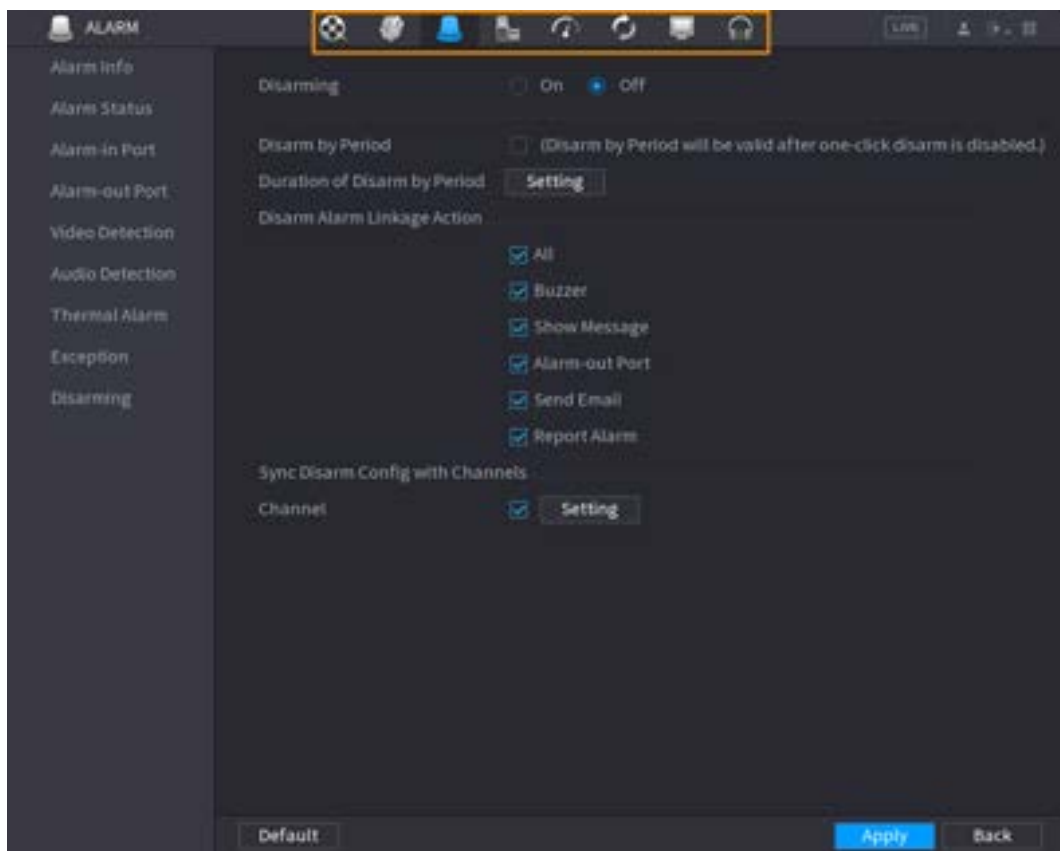 ALARM
LIVE
Alarm Info
Alarm Status
Alarm-in Port
Alarm-out Port
Video Detection
Audio Detection
Thermal Alarm
Exception
Disarming
Disarming On Off
Disarm by Period (Disarm by Period will be valid after one-click disarm is disabled.)
Duration of Disarm by Period Setting
Disarm Alarm Linkage Action
All
Buzzer
Show Message
Alarm-out Port
Send Email
Report Alarm
Sync Disarm Config with Channels
Channel Setting
Default Apply Back